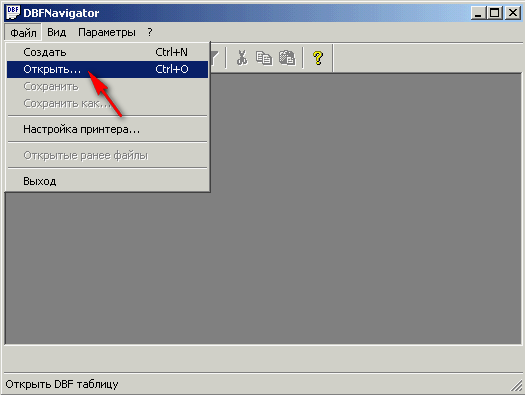 DBF DBFNavigator
Файл Вид Параметры ?
Создать Ctrl+N
Открыть... Ctrl+O
Сохранить
Сохранить как...
Настройка принтера...
Открытые ранее файлы
Выход
Открыть DBF таблицу